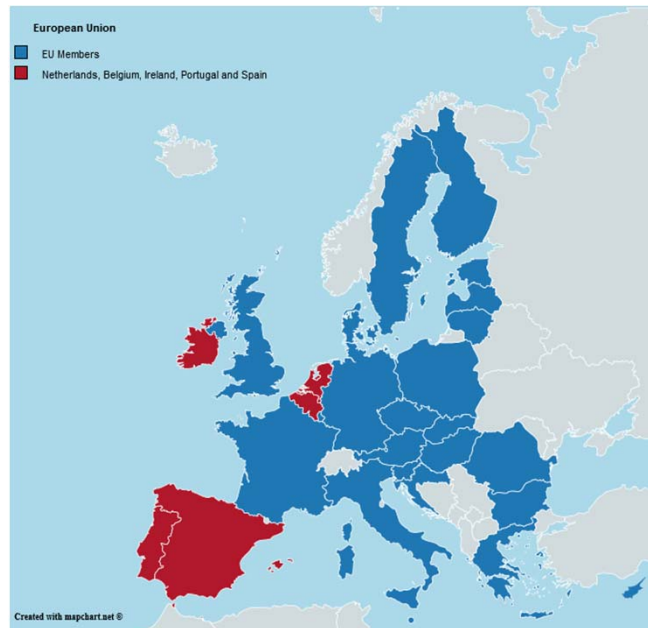 European Union
EU Members
Netherlands, Belgium, Ireland, Portugal and Spain
Created with mapchart.net ®